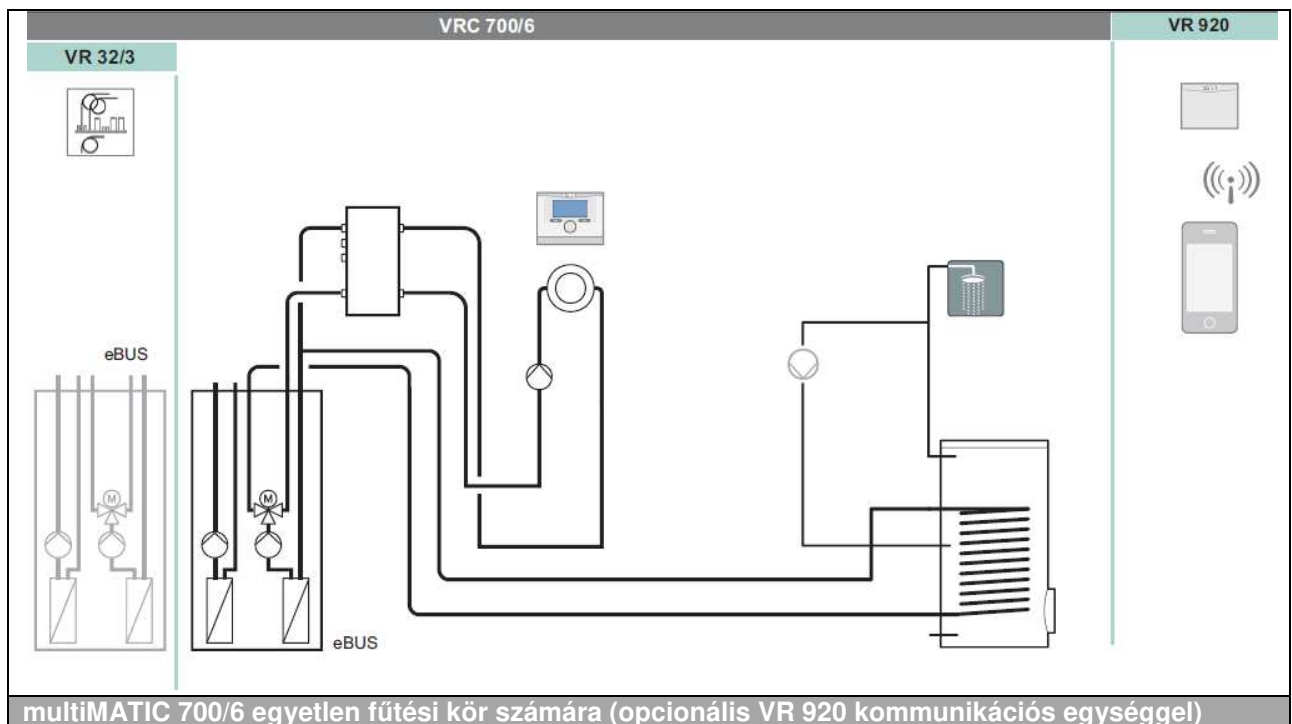 VRC 700/6
VR 920
VR 32/3
eBUS
M
M
eBUS
multiMATIC 700/6 egyetlen fűtési kör számára (opcionális VR 920 kommunikációs egységgel)